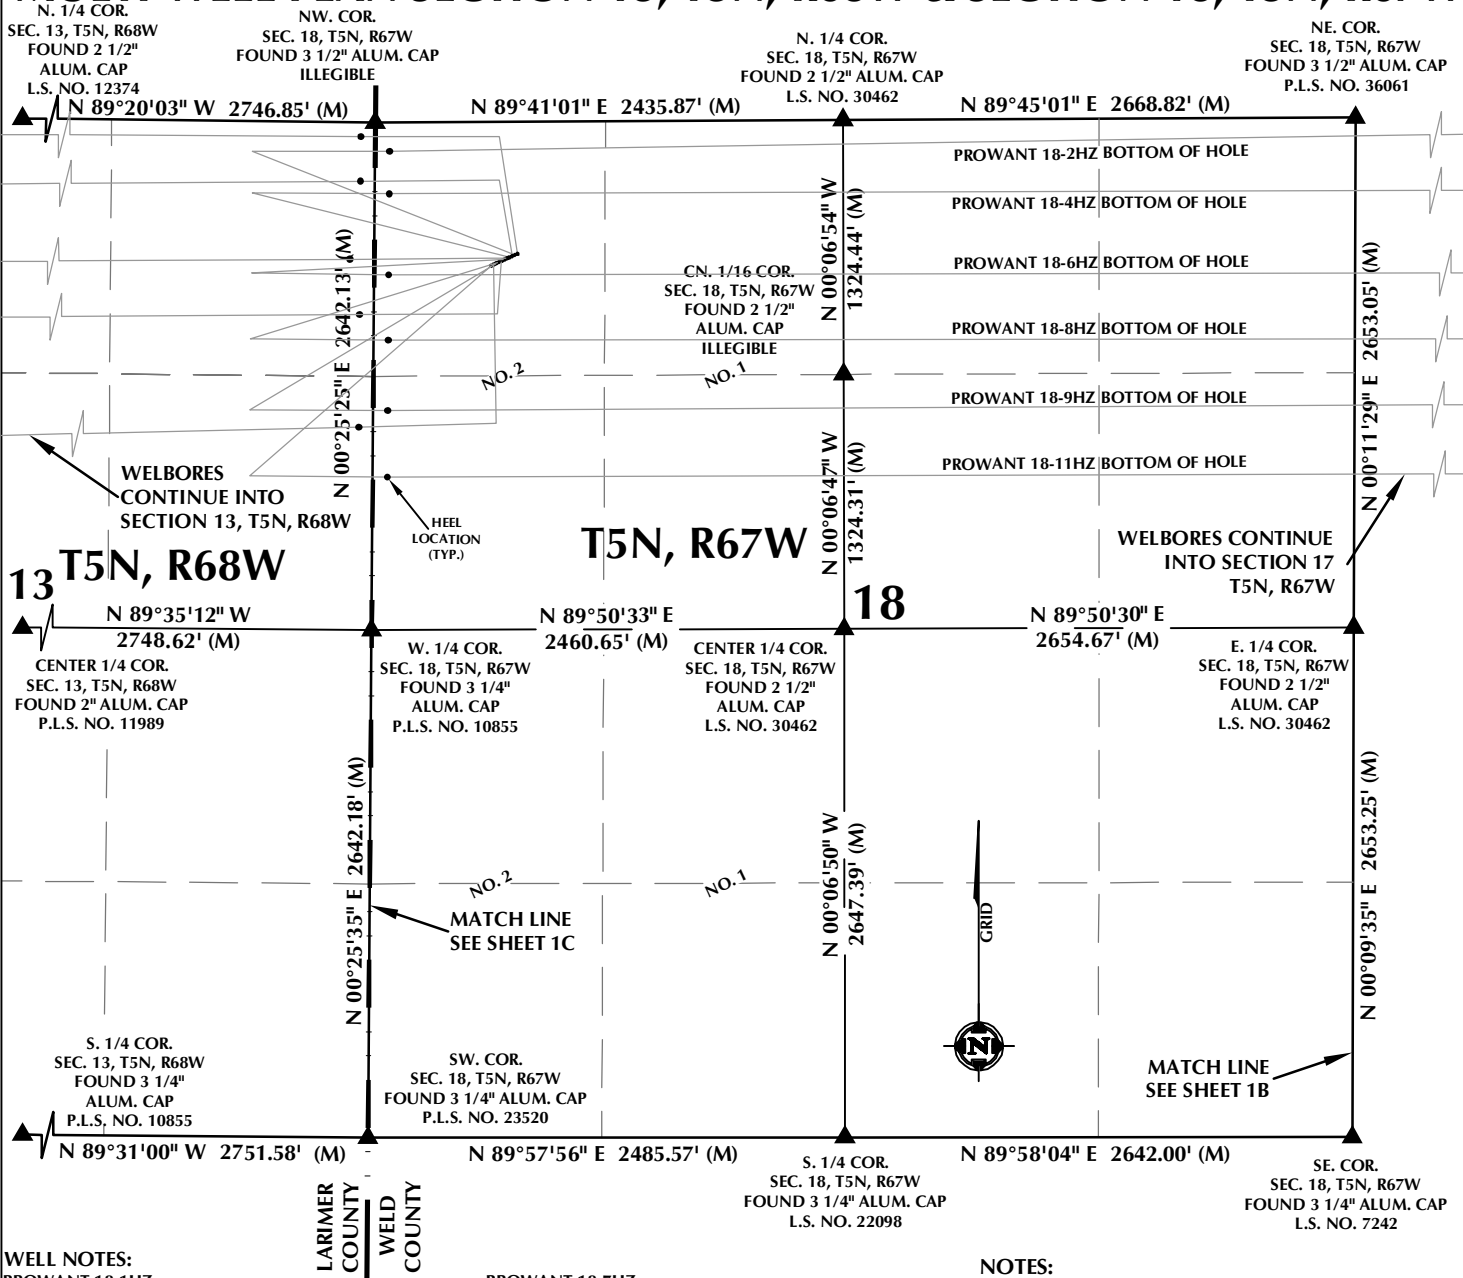 N. 1/4 COR.
SEC. 13, T5N, R68W
FOUND 2 1/2"
ALUM. CAP
L.S. NO. 12374
NW. COR.
SEC. 18, T5N, R67W
FOUND 3 1/2" ALUM. CAP
ILLEGIBLE
N. 1/4 COR.
SEC. 18, T5N, R67W
FOUND 2 1/2" ALUM. CAP
L.S. NO. 30462
NE. COR.
SEC. 18, T5N, R67W
FOUND 3 1/2" ALUM. CAP
P.L.S. NO. 36061
N 89°20'03" W 2746.85' (M)
N 89°41'01" E 2435.87' (M)
N 89°45'01" E 2668.82' (M)
PROWANT 18-2HZ BOTTOM OF HOLE
PROWANT 18-4HZ BOTTOM OF HOLE
PROWANT 18-6HZ BOTTOM OF HOLE
PROWANT 18-8HZ BOTTOM OF HOLE
PROWANT 18-9HZ BOTTOM OF HOLE
PROWANT 18-11HZ BOTTOM OF HOLE
N 00°25'25" E 2642.13' (M)
CN. 1/16 COR.
SEC. 18, T5N, R67W
FOUND 2 1/2"
ALUM. CAP
ILLEGIBLE
N 00°06'54" W
1324.44' (M)
N 00°11'29" E 2653.05' (M)
NO. 2
NO. 1
N 00°06'47" W
1324.31' (M)
WELBORES
CONTINUE INTO
SECTION 13, T5N, R68W
HEEL
LOCATION
(TYP.)
WELBORES CONTINUE
INTO SECTION 17
T5N, R67W
13
T5N, R68W
T5N, R67W
18
N 89°35'12" W
2748.62' (M)
N 89°50'33" E
2460.65' (M)
N 89°50'30" E
2654.67' (M)
CENTER 1/4 COR.
SEC. 13, T5N, R68W
FOUND 2" ALUM. CAP
P.L.S. NO. 11989
W. 1/4 COR.
SEC. 18, T5N, R67W
FOUND 3 1/4"
ALUM. CAP
P.L.S. NO. 10855
CENTER 1/4 COR.
SEC. 18, T5N, R67W
FOUND 2 1/2"
ALUM. CAP
L.S. NO. 30462
E. 1/4 COR.
SEC. 18, T5N, R67W
FOUND 2 1/2"
ALUM. CAP
L.S. NO. 30462
N 00°25'35" E 2642.18' (M)
NO. 2
NO. 1
N 00°06'50" W
2647.39' (M)
N 00°09'35" E 2653.25' (M)
MATCH LINE
SEE SHEET 1C
GRID
N
MATCH LINE
SEE SHEET 1B
S. 1/4 COR.
SEC. 13, T5N, R68W
FOUND 3 1/4"
ALUM. CAP
P.L.S. NO. 10855
SW. COR.
SEC. 18, T5N, R67W
FOUND 3 1/4" ALUM. CAP
P.L.S. NO. 23520
N 89°31'00" W 2751.58' (M)
N 89°57'56" E 2485.57' (M)
N 89°58'04" E 2642.00' (M)
S. 1/4 COR.
SEC. 18, T5N, R67W
FOUND 3 1/4" ALUM. CAP
L.S. NO. 22098
SE. COR.
SEC. 18, T5N, R67W
FOUND 3 1/4" ALUM. CAP
L.S. NO. 7242
LARIMER
COUNTY
WELD
COUNTY
WELL NOTES:
NOTES: